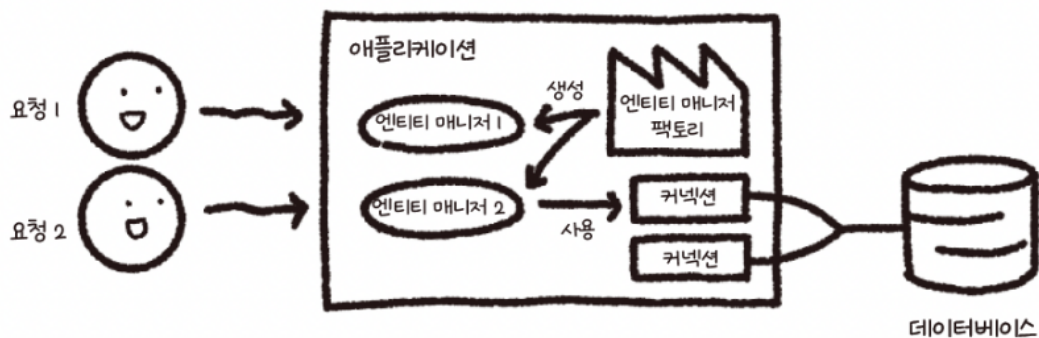 애플리케이션
요청 1
엔티티 매니저 1
생성
엔티티 매니저
팩토리
요청 2
엔티티 매니저 2
사용
커넥션
커넥션
데이터베이스